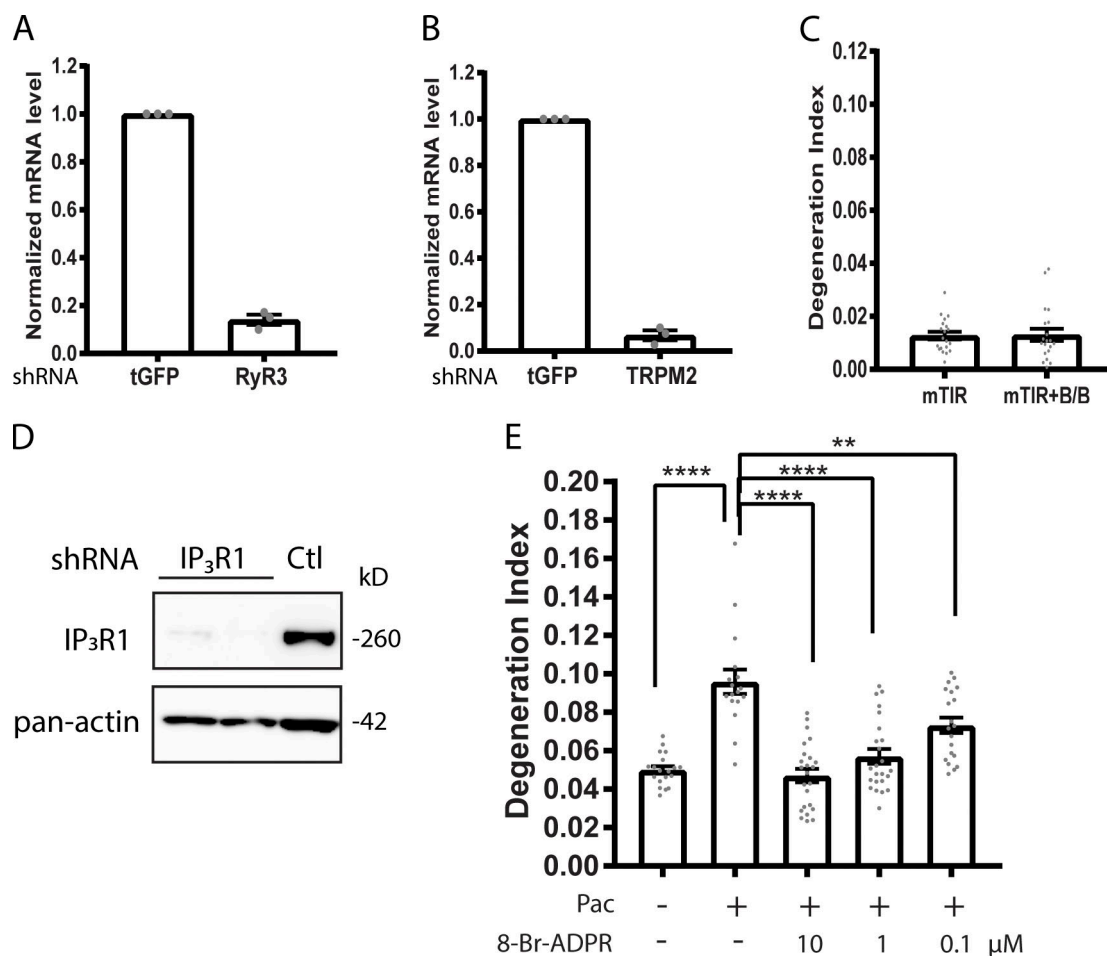 A
Normalized mRNA level
1.2
1.0
0.8
0.6
0.4
0.2
0.0
shRNA tGFP RyR3
B
Normalized mRNA level
1.2
1.0
0.8
0.6
0.4
0.2
0.0
shRNA tGFP TRPM2
C
Degeneration Index
0.12
0.10
0.08
0.06
0.04
0.02
0.00
mTIR mTIR+B/B
D
shRNA IP₃R1 Ctl kD
IP₃R1 -260
pan-actin -42
E
Degeneration Index
**
**** ****
****
0.20
0.18
0.16
0.14
0.12
0.10
0.08
0.06
0.04
0.02
0.00
Pac - + + + +
8-Br-ADPR - - 10 1 0.1 µM